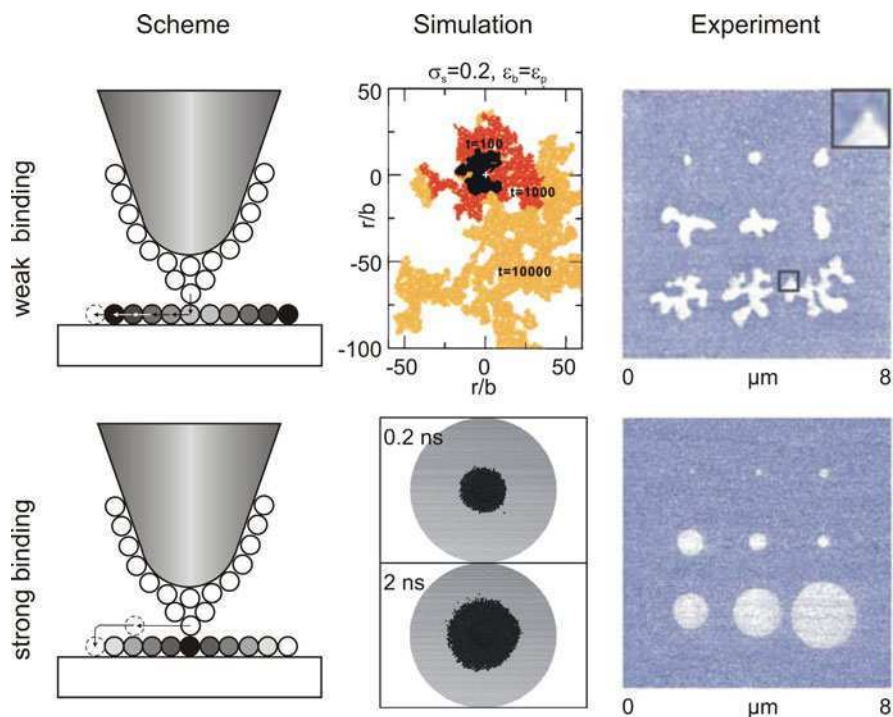 Scheme
Simulation
Experiment
weak binding
σs=0.2, εb=εp
50
0
-50
-100
r/b
t=100
t=1000
t=10000
-50 0 50
r/b
0 µm 8
strong binding
0.2 ns
2 ns
0 µm 8